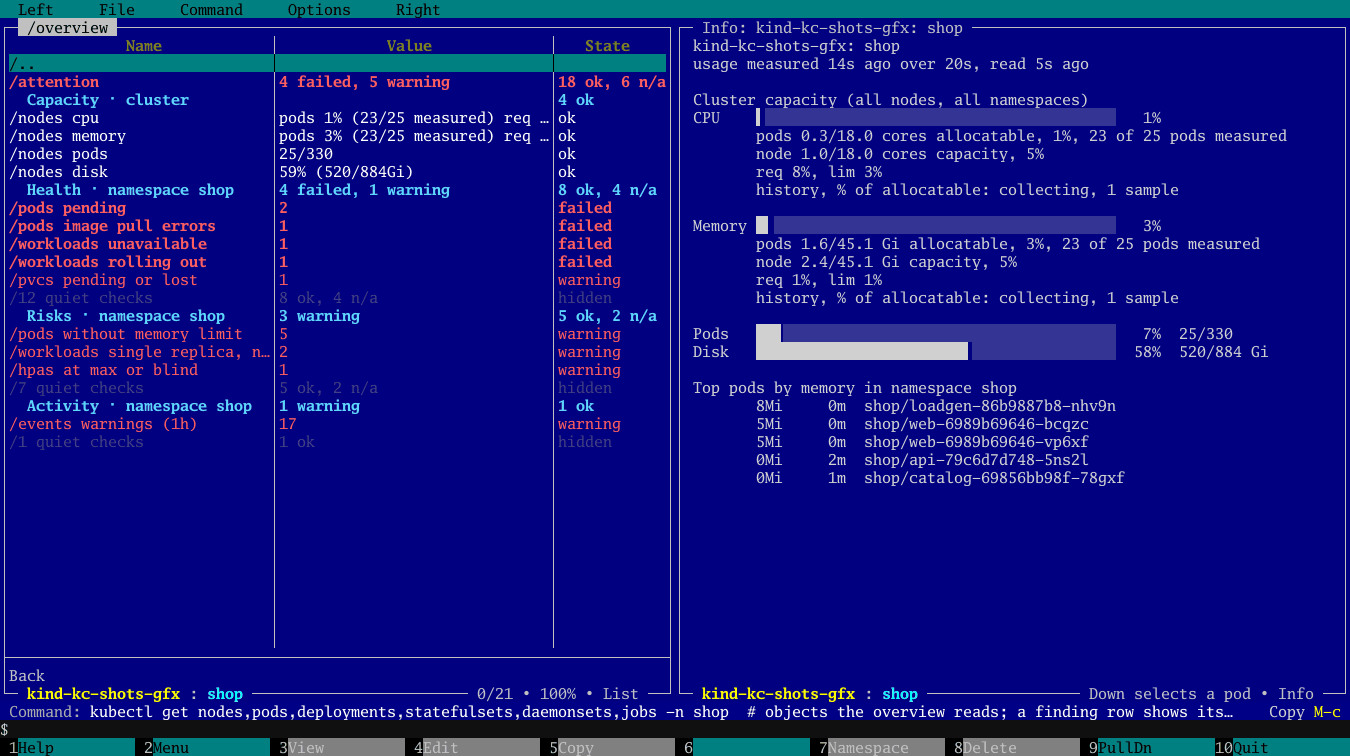 Left File Command Options Right
/overview
Name Value State
/..
/attention 4 failed, 5 warning 18 ok, 6 n/a
Capacity · cluster 4 ok
/nodes cpu pods 1% (23/25 measured) req … ok
/nodes memory pods 3% (23/25 measured) req … ok
/nodes pods 25/330 ok
/nodes disk 59% (520/884Gi) ok
Health · namespace shop 4 failed, 1 warning 8 ok, 4 n/a
/pods pending 2 failed
/pods image pull errors 1 failed
/workloads unavailable 1 failed
/workloads rolling out 1 failed
/pvcs pending or lost 1 warning
/12 quiet checks 8 ok, 4 n/a hidden
Risks · namespace shop 3 warning 5 ok, 2 n/a
/pods without memory limit 5 warning
/workloads single replica, n… 2 warning
/hpas at max or blind 1 warning
/7 quiet checks 5 ok, 2 n/a hidden
Activity · namespace shop 1 warning 1 ok
/events warnings (1h) 17 warning
/1 quiet checks 1 ok hidden
Back
kind-kc-shots-gfx : shop 0/21 • 100% • List
Info: kind-kc-shots-gfx: shop
kind-kc-shots-gfx: shop
usage measured 14s ago over 20s, read 5s ago
Cluster capacity (all nodes, all namespaces)
CPU 1%
pods 0.3/18.0 cores allocatable, 1%, 23 of 25 pods measured
node 1.0/18.0 cores capacity, 5%
req 8%, lim 3%
history, % of allocatable: collecting, 1 sample
Memory 3%
pods 1.6/45.1 Gi allocatable, 3%, 23 of 25 pods measured
node 2.4/45.1 Gi capacity, 5%
req 1%, lim 1%
history, % of allocatable: collecting, 1 sample
Pods 7% 25/330
Disk 58% 520/884 Gi
Top pods by memory in namespace shop
8Mi 0m shop/loadgen-86b9887b8-nhv9n
5Mi 0m shop/web-6989b69646-bcqzc
5Mi 0m shop/web-6989b69646-vp6xf
0Mi 2m shop/api-79c6d7d748-5ns2l
0Mi 1m shop/catalog-69856bb98f-78gxf
kind-kc-shots-gfx : shop Down selects a pod • Info
Command: kubectl get nodes,pods,deployments,statefulsets,daemonsets,jobs -n shop # objects the overview reads; a finding row shows its… Copy M-c
$
1Help 2Menu 3View 4Edit 5Copy 6 7Namespace 8Delete 9PullDn 10Quit